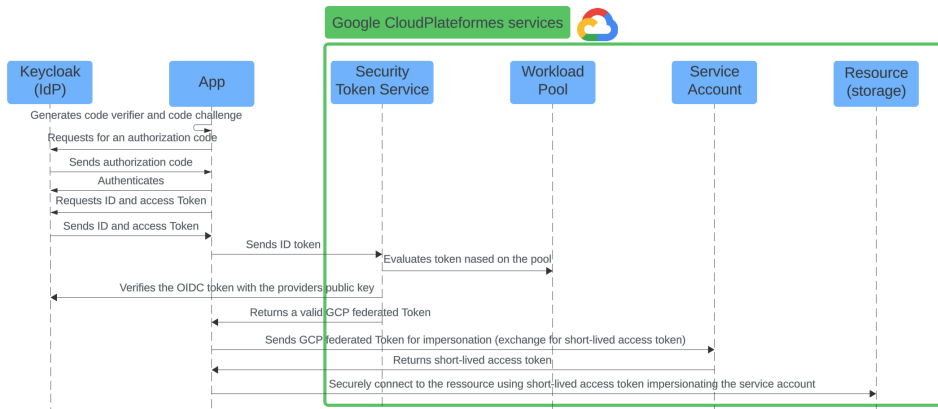 Google CloudPlateformes services
Keycloak
(IdP)
App
Security
Token Service
Workload
Pool
Service
Account
Resource
(storage)
Generates code verifier and code challenge
Requests for an authorization code
Sends authorization code
Authenticates
Requests ID and access Token
Sends ID and access Token
Sends ID token
Evaluates token nased on the pool
Verifies the OIDC token with the providers public key
Returns a valid GCP federated Token
Sends GCP federated Token for impersonation (exchange for short-lived access token)
Returns short-lived access token
Securely connect to the ressource using short-lived access token impersionating the service account